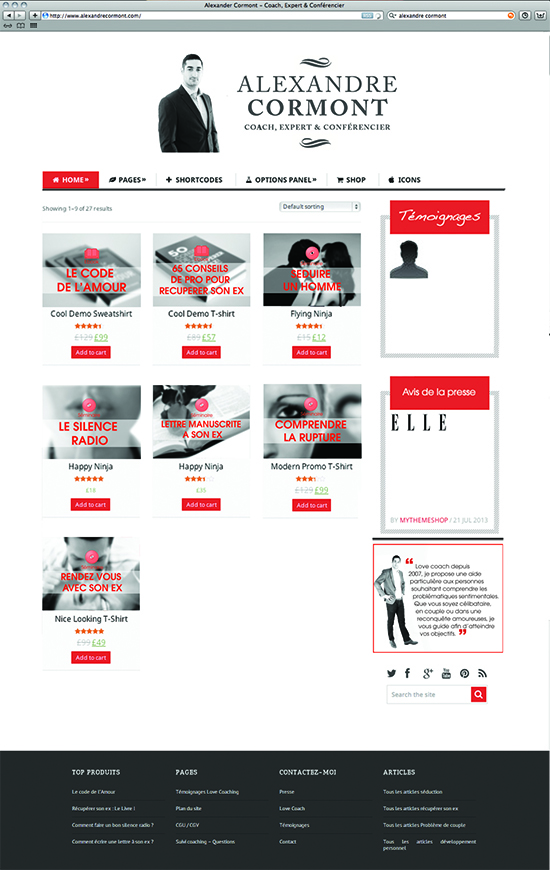 Alexander Cormont – Coach, Expert & Conférencier
http://www.alexandrecormont.com/
alexandre cormont
ALEXANDRE
CORMONT
COACH, EXPERT & CONFÉRENCIER
HOME »
PAGES »
SHORTCODES
OPTIONS PANEL »
SHOP
ICONS
Showing 1–9 of 27 results
Default sorting
LE CODE
DE L'AMOUR
Cool Demo Sweatshirt
£129 £99
Add to cart
65 CONSEILS
DE PRO POUR
RECUPERER SON EX
Cool Demo T-shirt
£89 £57
Add to cart
SEDUIRE
UN HOMME
Flying Ninja
£15 £12
Add to cart
LE SILENCE
RADIO
Happy Ninja
£18
Add to cart
LETTRE MANUSCRITE
A SON EX
Happy Ninja
£35
Add to cart
COMPRENDRE
LA RUPTURE
Modern Promo T-Shirt
£129 £99
Add to cart
RENDEZ VOUS
AVEC SON EX
Nice Looking T-Shirt
£99 £49
Add to cart
Témoignages
Avis de la presse
ELLE
BY MYTHEMESHOP / 21 JUL 2013
“ Love coach depuis
2007, je propose une aide
particulière aux personnes
souhaitant comprendre les
problématiques sentimentales.
Que vous soyez célibataire,
en couple ou dans une
reconquête amoureuses, je
vous guide afin d'atteindre
vos objectifs. ”
Search the site
TOP PRODUITS
Le code de l'Amour
Récupérer son ex : Le Livre !
Comment faire un bon silence radio ?
Comment écrire une lettre à son ex ?
PAGES
Témoignages Love Coaching
Plan du site
CGU / CGV
Suivi coaching – Questions
CONTACTEZ-MOI
Presse
Love Coach
Témoignages
Contact
ARTICLES
Tous les articles séduction
Tous les articles récupérer son ex
Tous les articles Problème de couple
Tous les articles développement
personnel